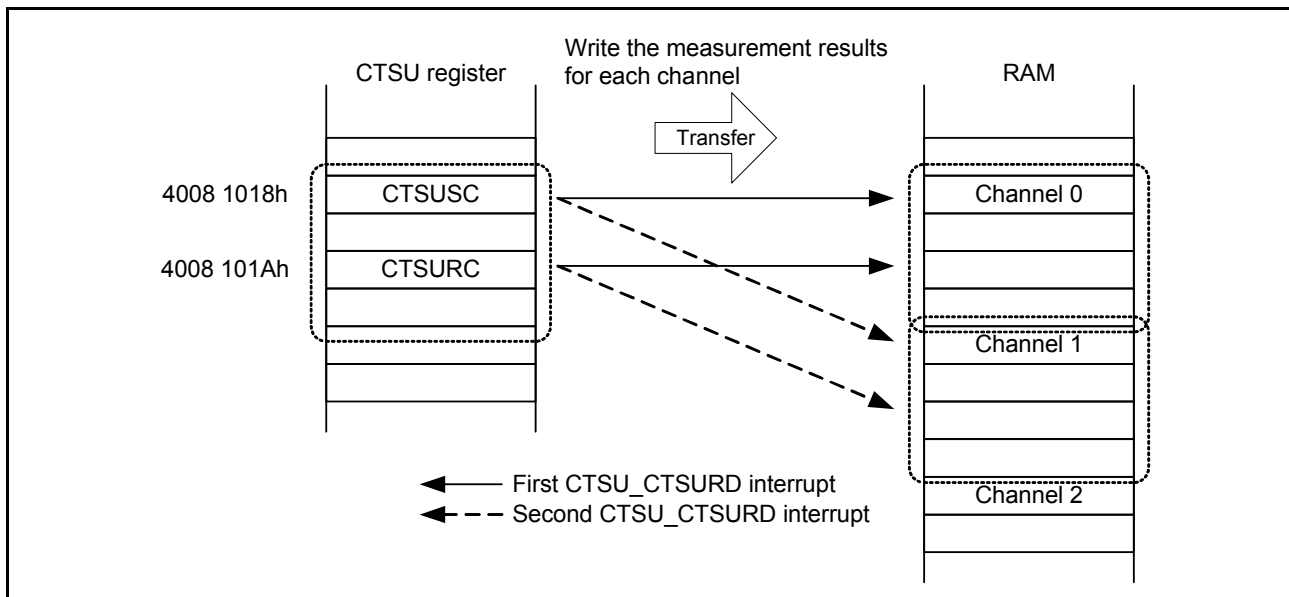 Write the measurement results
for each channel
CTSU register
RAM
Transfer
4008 1018h
CTSUSC
Channel 0
4008 101Ah
CTSURC
Channel 1
First CTSU_CTSURD interrupt
Second CTSU_CTSURD interrupt
Channel 2